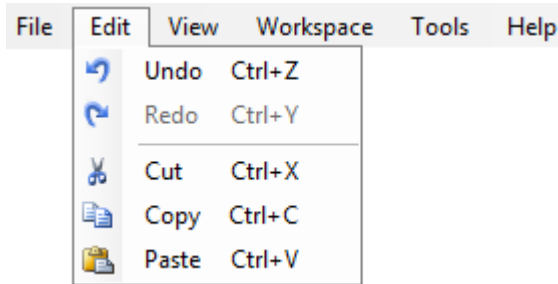 File Edit View Workspace Tools Help
Undo Ctrl+Z
Redo Ctrl+Y
Cut Ctrl+X
Copy Ctrl+C
Paste Ctrl+V